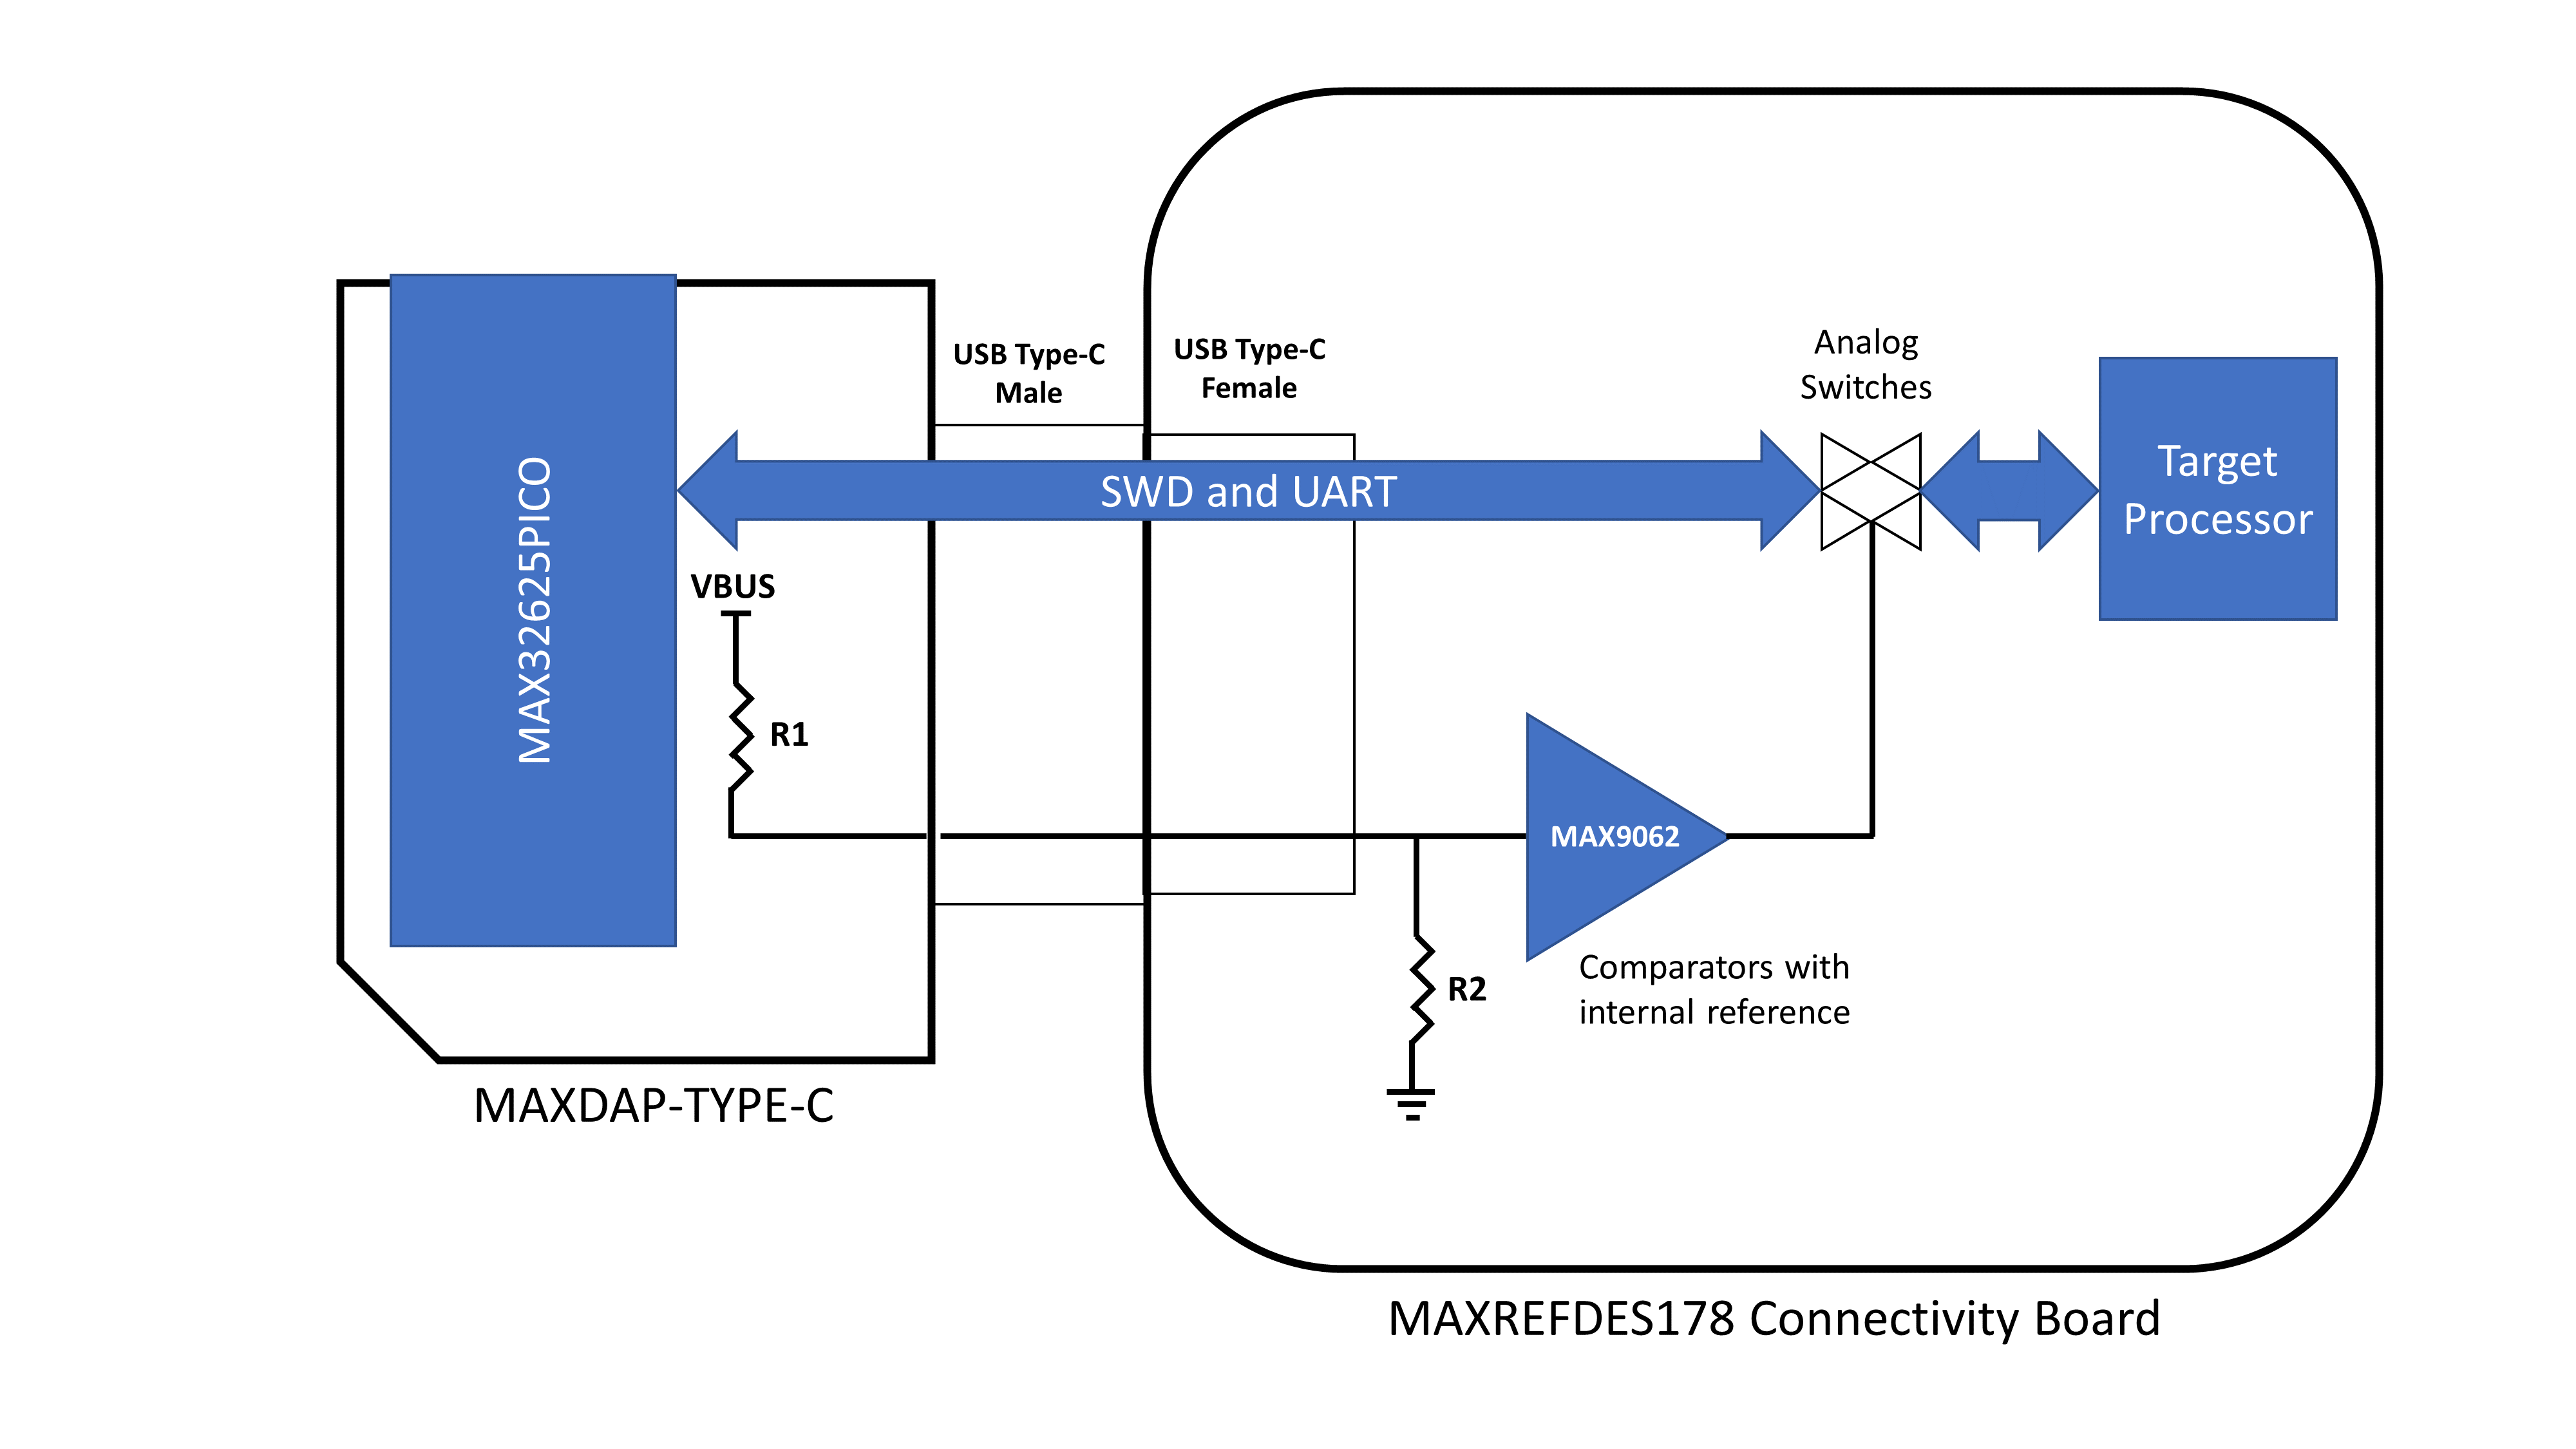 USB Type-C
Male
USB Type-C
Female
Analog
Switches
MAX32625PICO
SWD and UART
Target
Processor
VBUS
R1
MAX9062
Comparators with
internal reference
R2
MAXDAP-TYPE-C
MAXREFDES178 Connectivity Board